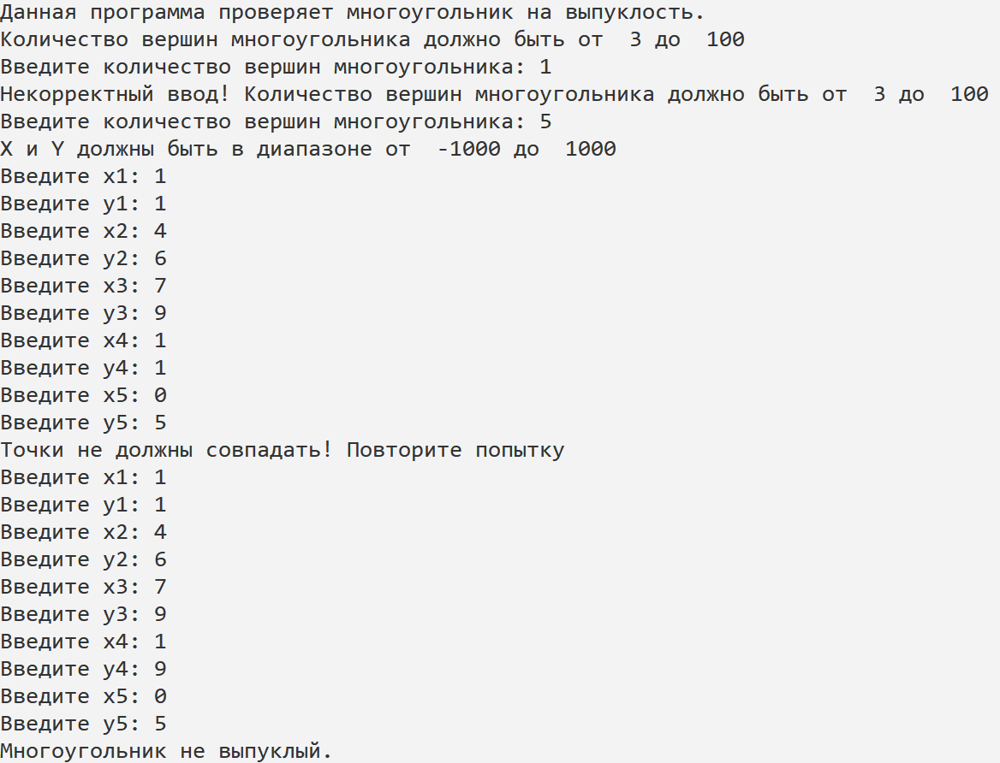 Данная программа проверяет многоугольник на выпуклость.
Количество вершин многоугольника должно быть от  3 до  100
Введите количество вершин многоугольника: 1
Некорректный ввод! Количество вершин многоугольника должно быть от  3 до  100
Введите количество вершин многоугольника: 5
X и Y должны быть в диапазоне от  -1000 до  1000
Введите x1: 1
Введите y1: 1
Введите x2: 4
Введите y2: 6
Введите x3: 7
Введите y3: 9
Введите x4: 1
Введите y4: 1
Введите x5: 0
Введите y5: 5
Точки не должны совпадать! Повторите попытку
Введите x1: 1
Введите y1: 1
Введите x2: 4
Введите y2: 6
Введите x3: 7
Введите y3: 9
Введите x4: 1
Введите y4: 9
Введите x5: 0
Введите y5: 5
Многоугольник не выпуклый.